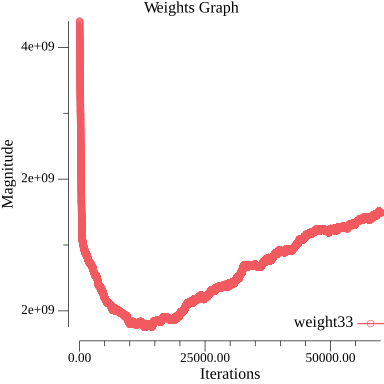 Weights Graph
4e+09
2e+09
2e+09
Magnitude
weight33
0.00
25000.00
50000.00
Iterations